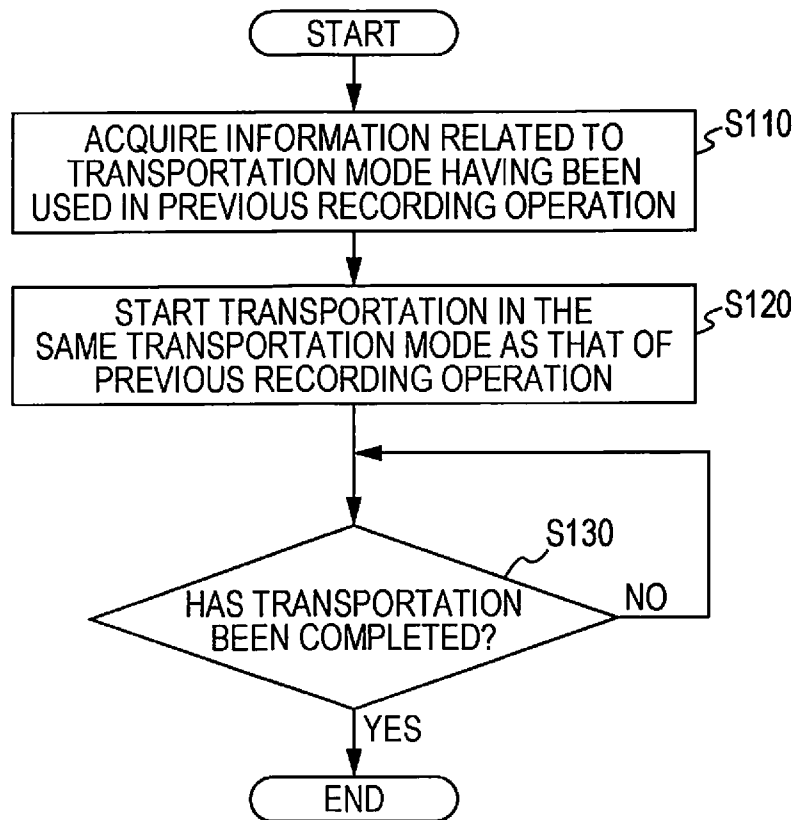 START
ACQUIRE INFORMATION RELATED TO
TRANSPORTATION MODE HAVING BEEN
USED IN PREVIOUS RECORDING OPERATION
S110
START TRANSPORTATION IN THE
SAME TRANSPORTATION MODE AS THAT OF
PREVIOUS RECORDING OPERATION
S120
S130
HAS TRANSPORTATION
BEEN COMPLETED?
NO
YES
END